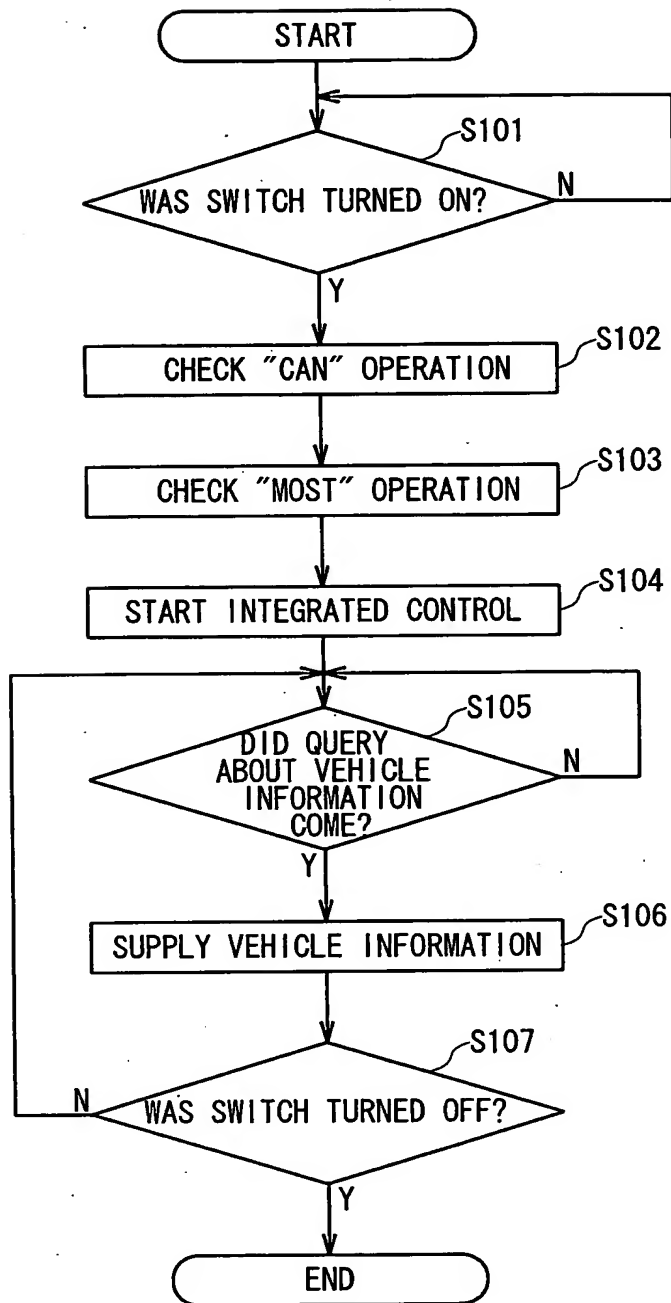 START
S101
WAS SWITCH TURNED ON?
N
Y
S102
CHECK "CAN" OPERATION
S103
CHECK "MOST" OPERATION
S104
START INTEGRATED CONTROL
S105
DID QUERY
ABOUT VEHICLE
INFORMATION
COME?
N
Y
S106
SUPPLY VEHICLE INFORMATION
S107
N
WAS SWITCH TURNED OFF?
Y
END